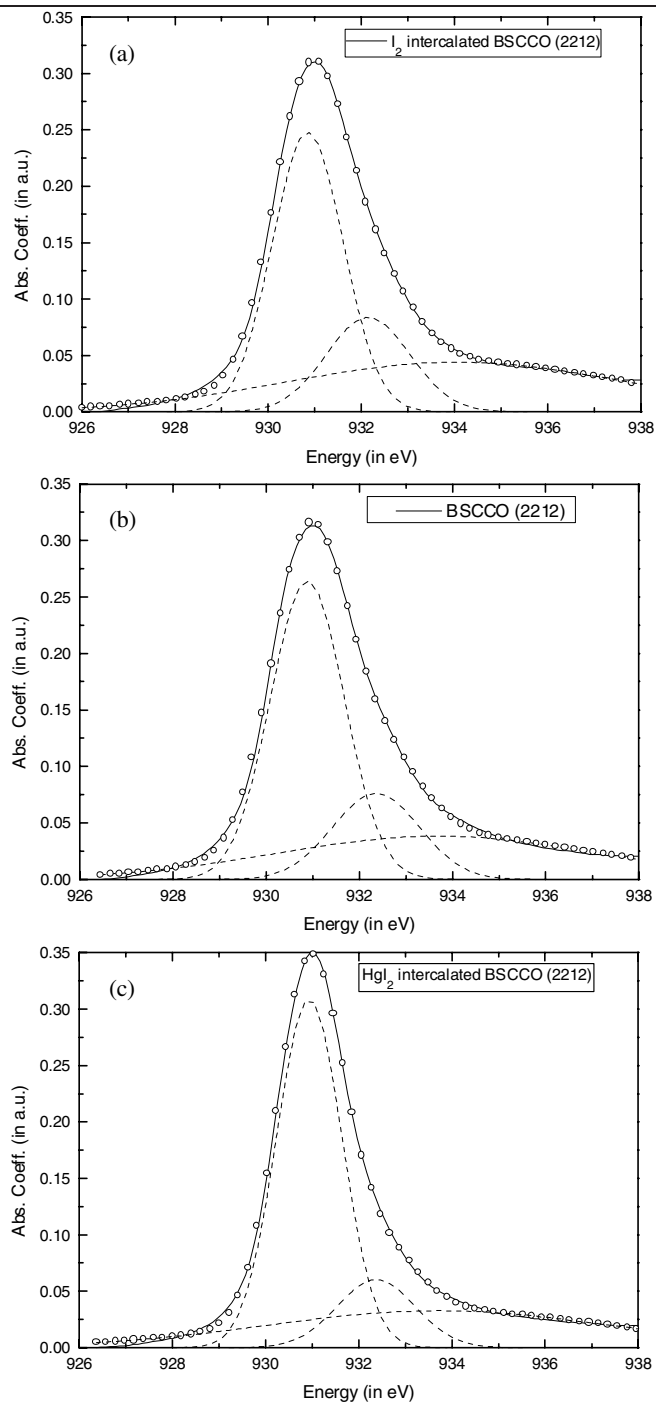 (a)
I₂ intercalated BSCCO (2212)
0.35
0.30
0.25
0.20
0.15
0.10
0.05
0.00
Abs. Coeff. (in a.u.)
926 928 930 932 934 936 938
Energy (in eV)
(b)
BSCCO (2212)
0.35
0.30
0.25
0.20
0.15
0.10
0.05
0.00
Abs. Coeff. (in a.u.)
926 928 930 932 934 936 938
Energy (in eV)
(c)
HgI₂ intercalated BSCCO (2212)
0.35
0.30
0.25
0.20
0.15
0.10
0.05
0.00
Abs. Coeff. (in a.u.)
926 928 930 932 934 936 938
Energy (in eV)